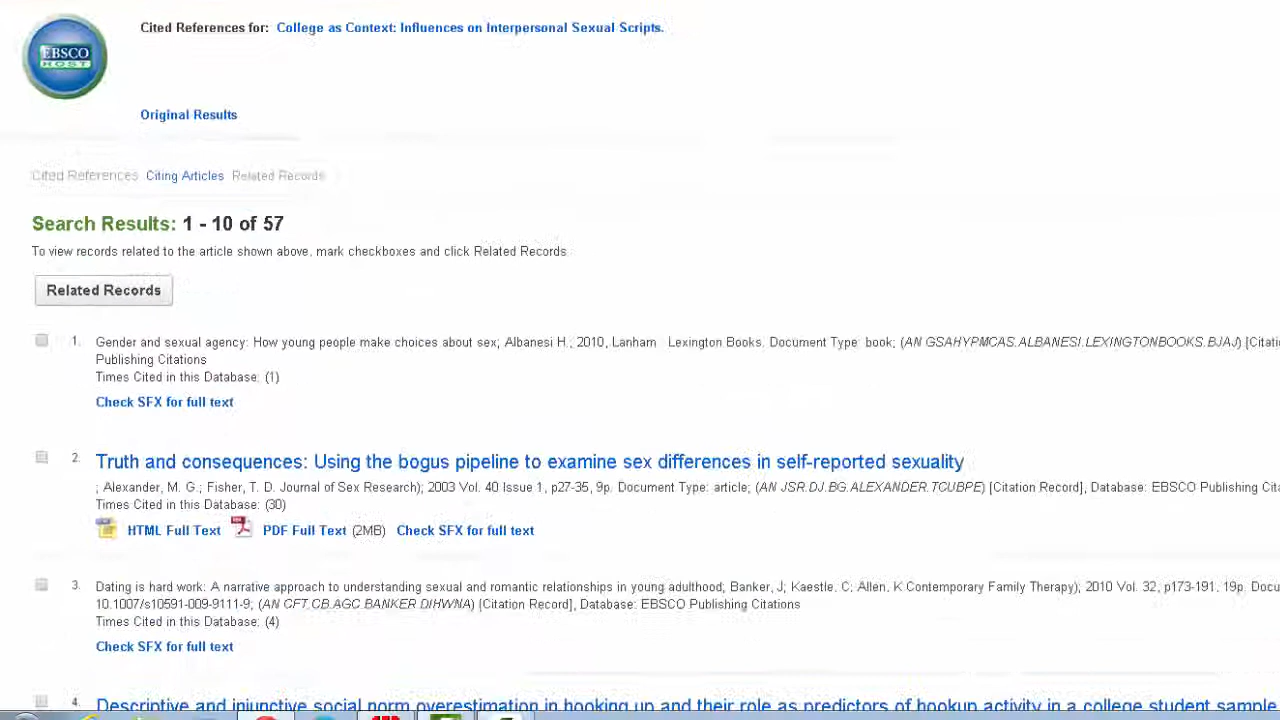 EBSCO
HOST
Cited References for: College as Context: Influences on Interpersonal Sexual Scripts.
Original Results
Cited References Citing Articles Related Records
Search Results: 1 - 10 of 57
To view records related to the article shown above, mark checkboxes and click Related Records
Related Records
1. Gender and sexual agency: How young people make choices about sex; Albanesi H.; 2010, Lanham Lexington Books. Document Type: book; (AN GSAHYPMCAS.ALBANESI.LEXINGTONBOOKS.BJAJ) [Citati
Publishing Citations
Times Cited in this Database: (1)
Check SFX for full text
2. Truth and consequences: Using the bogus pipeline to examine sex differences in self-reported sexuality
; Alexander, M. G.; Fisher, T. D. Journal of Sex Research); 2003 Vol. 40 Issue 1, p27-35, 9p. Document Type: article; (AN JSR.DJ.BG.ALEXANDER.TCUBPE) [Citation Record], Database: EBSCO Publishing Cita
Times Cited in this Database: (30)
HTML Full Text PDF Full Text (2MB) Check SFX for full text
3. Dating is hard work: A narrative approach to understanding sexual and romantic relationships in young adulthood; Banker, J; Kaestle, C; Allen, K Contemporary Family Therapy); 2010 Vol. 32, p173-191, 19p. Docu
10.1007/s10591-009-9111-9; (AN CFT.CB.AGC.BANKER.DIHWNA) [Citation Record], Database: EBSCO Publishing Citations
Times Cited in this Database: (4)
Check SFX for full text
4. Descriptive and injunctive social norm overestimation in hooking up and their role as predictors of hookup activity in a college student sample